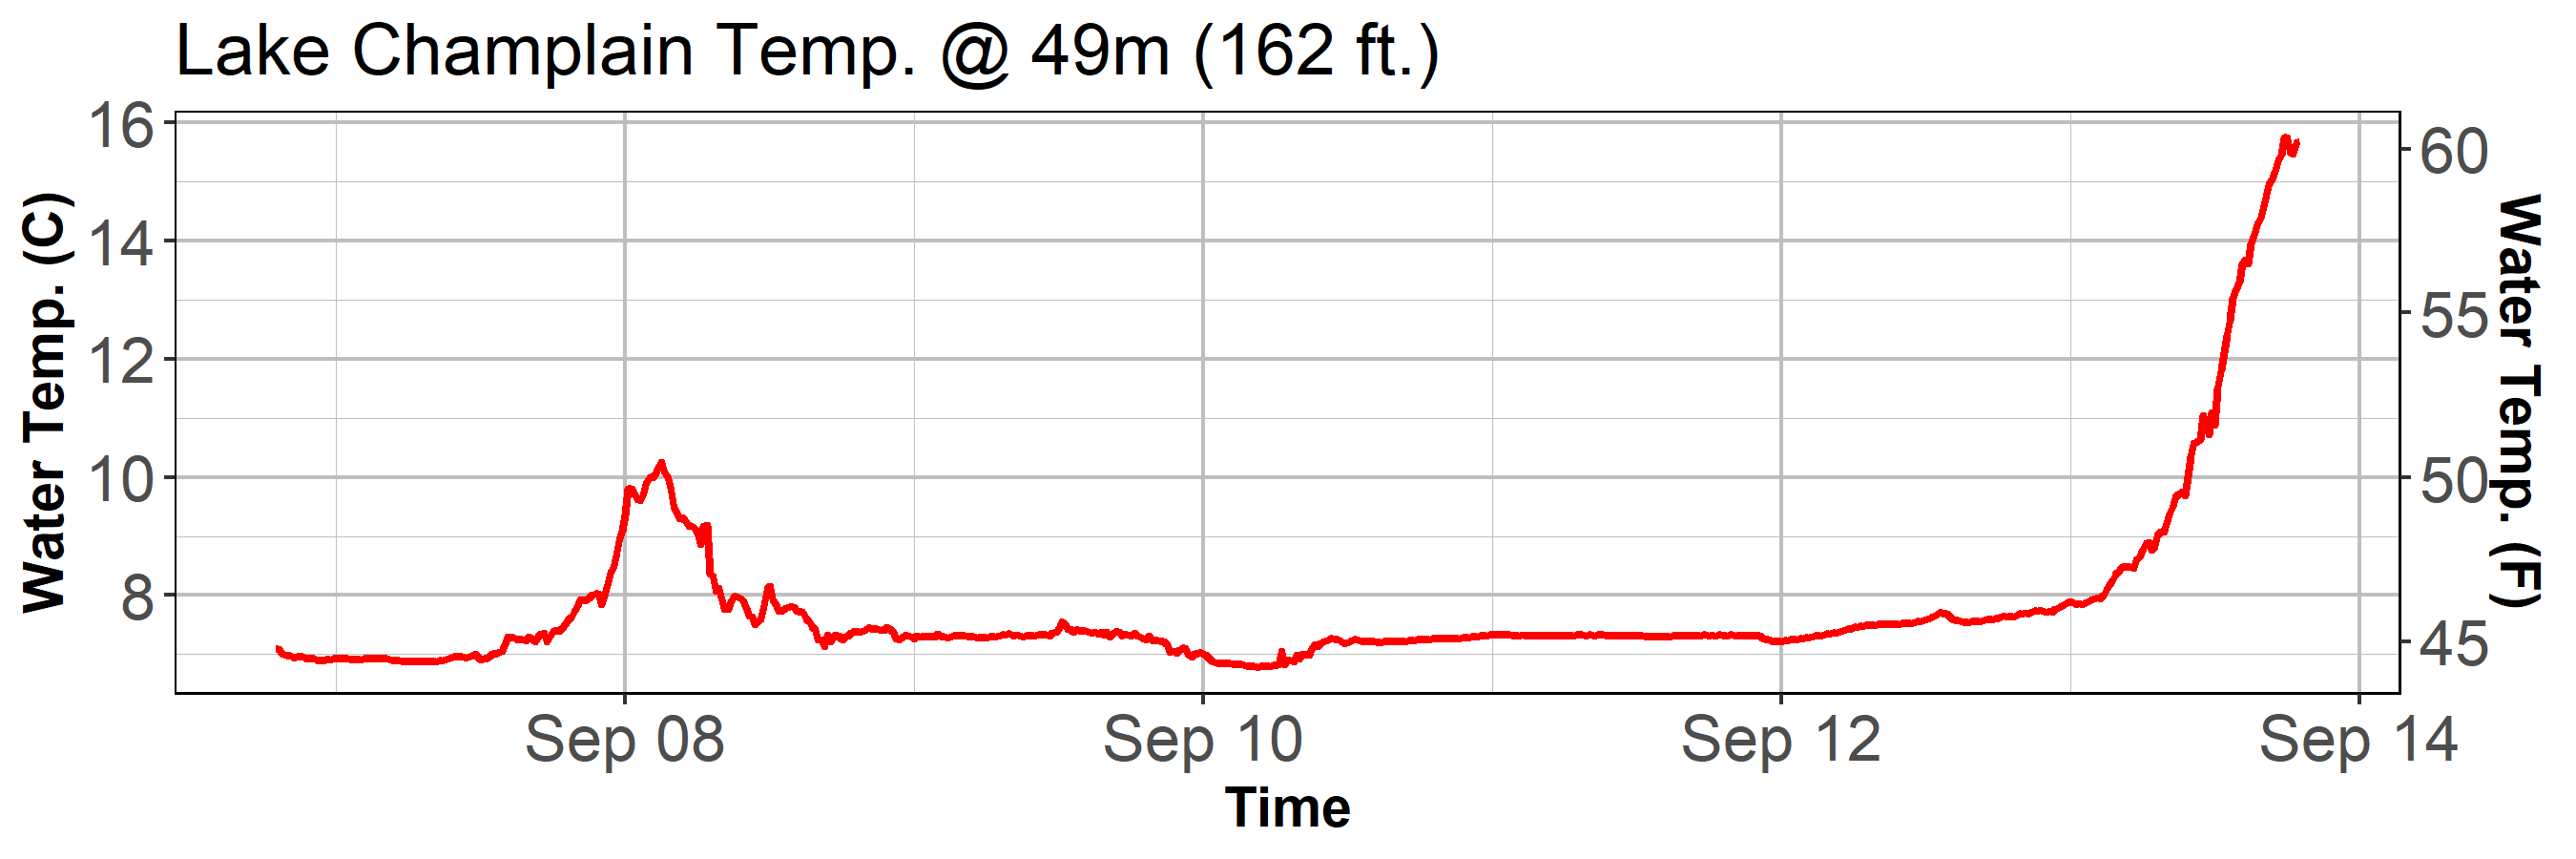 Lake Champlain Temp. @ 49m (162 ft.)
Water Temp. (C)
16
14
12
10
8
60
55
50
45
Water Temp. (F)
Sep 08 Sep 10 Sep 12 Sep 14
Time